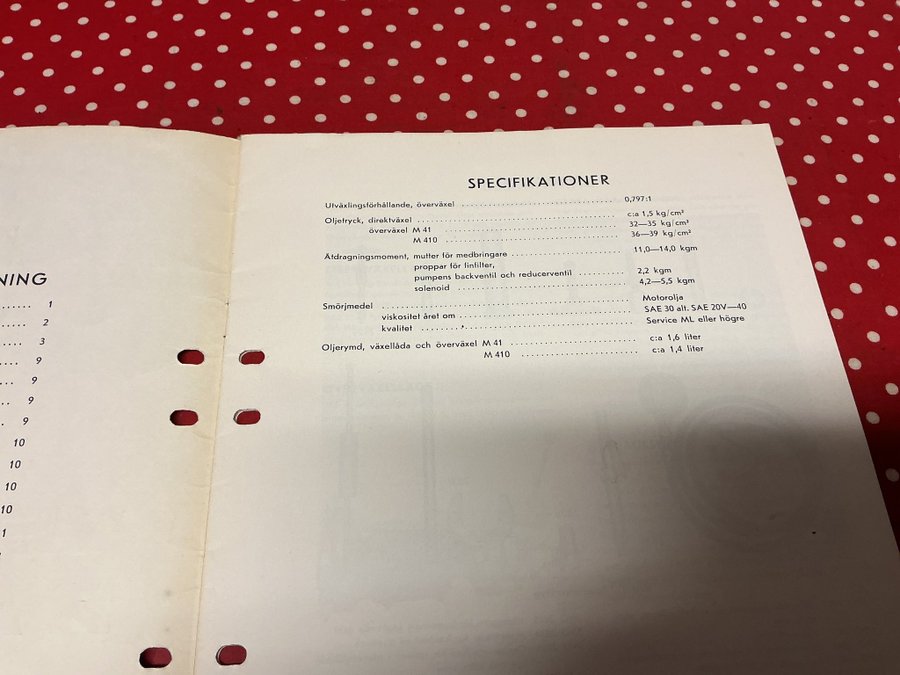 NING
1
2
3
9
9
9
9
10
10
10
10
1
SPECIFIKATIONER
Utväxlingsförhållande, överväxel 0,797:1
Oljetryck, direktväxel c:a 1,5 kg/cm²
överväxel M 41 32—35 kg/cm²
M 410 36—39 kg/cm²
Åtdragningsmoment, mutter för medbringare 11,0—14,0 kgm
proppar för finfilter,
pumpens backventil och reducerventil 2,2 kgm
solenoid 4,2—5,5 kgm
Smörjmedel Motorolja
viskositet året om SAE 30 alt. SAE 20W—40
kvalitet Service ML eller högre
Oljerymd, växellåda och överväxel M 41 c:a 1,6 liter
M 410 c:a 1,4 liter